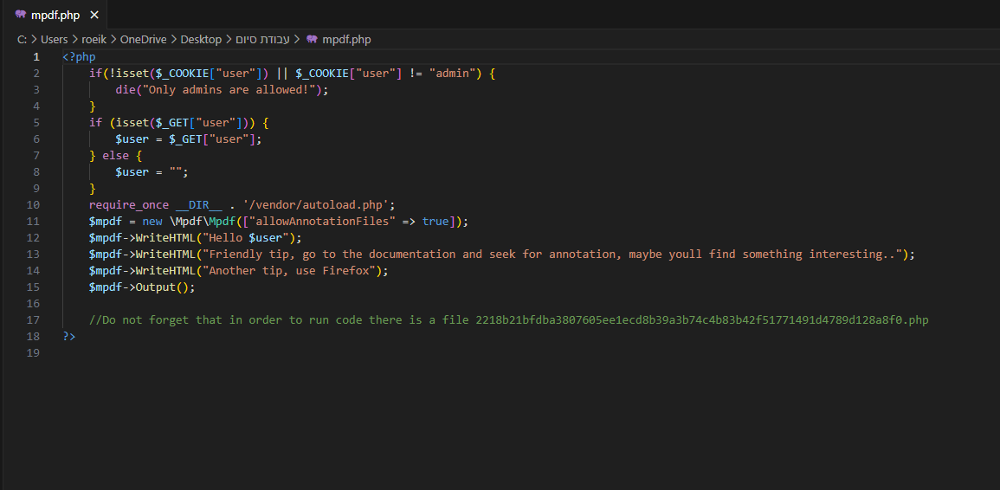 mpdf.php
C: > Users > roeik > OneDrive > Desktop > עבודת סיום > mpdf.php
1 <?php
2 if(!isset($_COOKIE["user"]) || $_COOKIE["user"] != "admin") {
3 die("Only admins are allowed!");
4 }
5 if (isset($_GET["user"])) {
6 $user = $_GET["user"];
7 } else {
8 $user = "";
9 }
10 require_once __DIR__ . '/vendor/autoload.php';
11 $mpdf = new \Mpdf\Mpdf(["allowAnnotationFiles" => true]);
12 $mpdf->WriteHTML("Hello $user");
13 $mpdf->WriteHTML("Friendly tip, go to the documentation and seek for annotation, maybe youll find something interesting..");
14 $mpdf->WriteHTML("Another tip, use Firefox");
15 $mpdf->Output();
16
17 //Do not forget that in order to run code there is a file 2218b21bfdba3807605ee1ecd8b39a3b74c4b83b42f51771491d4789d128a8f0.php
18 ?>
19